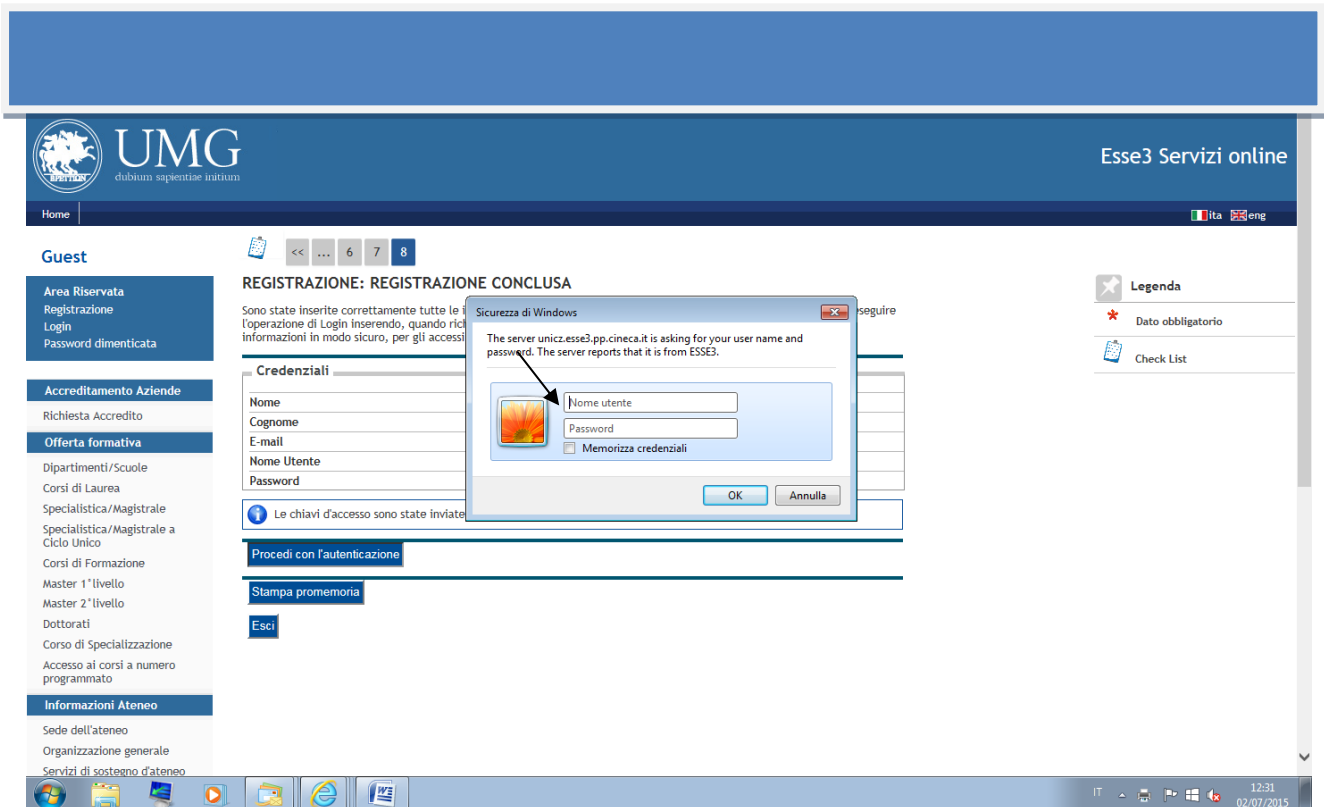 UMG
dubium sapientiae initium
Esse3 Servizi online
Home
ita
eng
Guest
Area Riservata
Registrazione
Login
Password dimenticata
Accreditamento Aziende
Richiesta Accredito
Offerta formativa
Dipartimenti/Scuole
Corsi di Laurea
Specialistica/Magistrale
Specialistica/Magistrale a
Ciclo Unico
Corsi di Formazione
Master 1°livello
Master 2°livello
Dottorati
Corso di Specializzazione
Accesso ai corsi a numero
programmato
Informazioni Ateneo
Sede dell'ateneo
Organizzazione generale
Servizi di sostegno d'ateneo
<< ... 6 7 8
REGISTRAZIONE: REGISTRAZIONE CONCLUSA
Sono state inserite correttamente tutte le
l'operazione di Login inserendo, quando
informazioni in modo sicuro, per gli
Credenziali
Nome
Cognome
E-mail
Nome Utente
Password
Le chiavi d'accesso sono state inviate
Procedi con l'autenticazione
Stampa promemoria
Esci
Sicurezza di Windows
The server unicz.esse3.pp.cineca.it is asking for your user name and
password. The server reports that it is from ESSE3.
Nome utente
Password
Memorizza credenziali
OK
Annulla
Legenda
* Dato obbligatorio
Check List
IT
12:31
02/07/2015